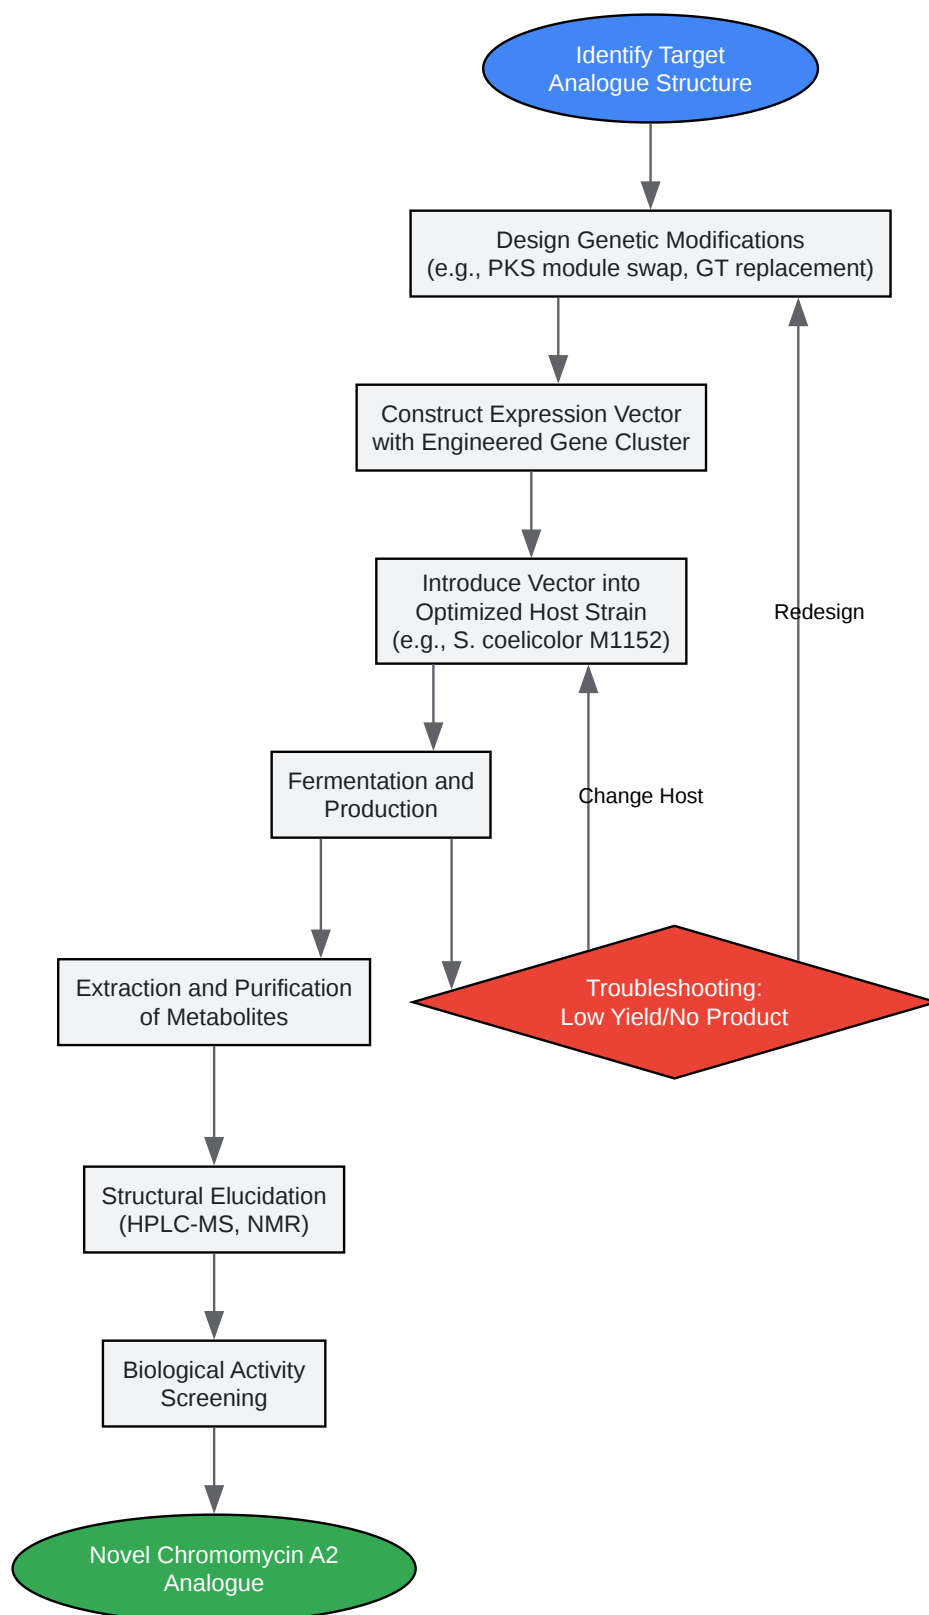 Identify Target
Analogue Structure
Design Genetic Modifications
(e.g., PKS module swap, GT replacement)
Construct Expression Vector
with Engineered Gene Cluster
Introduce Vector into
Optimized Host Strain
(e.g., S. coelicolor M1152)
Redesign
Fermentation and
Production
Change Host
Extraction and Purification
of Metabolites
Troubleshooting:
Low Yield/No Product
Structural Elucidation
(HPLC-MS, NMR)
Biological Activity
Screening
Novel Chromomycin A2
Analogue